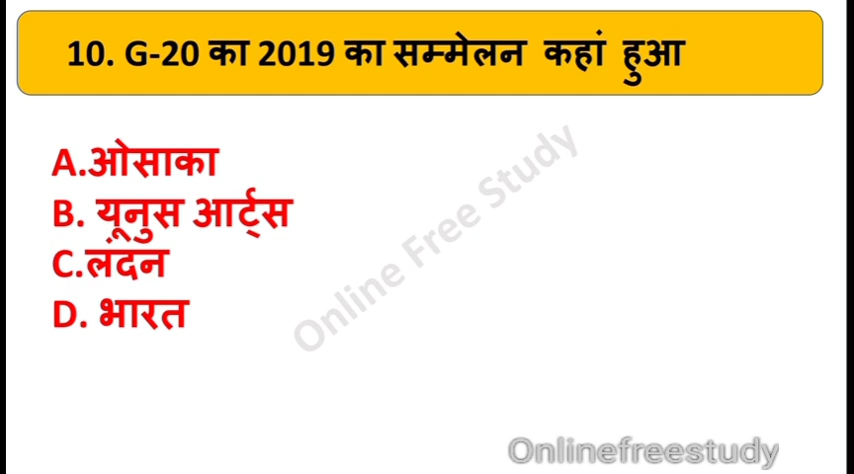 10. G-20 का 2019 का सम्मेलन कहां हुआ
A.ओसाका
B. यूंनुस आर्ट्स
C.लंदन
D. भारत
Online Free Study
Onlinefreestudy